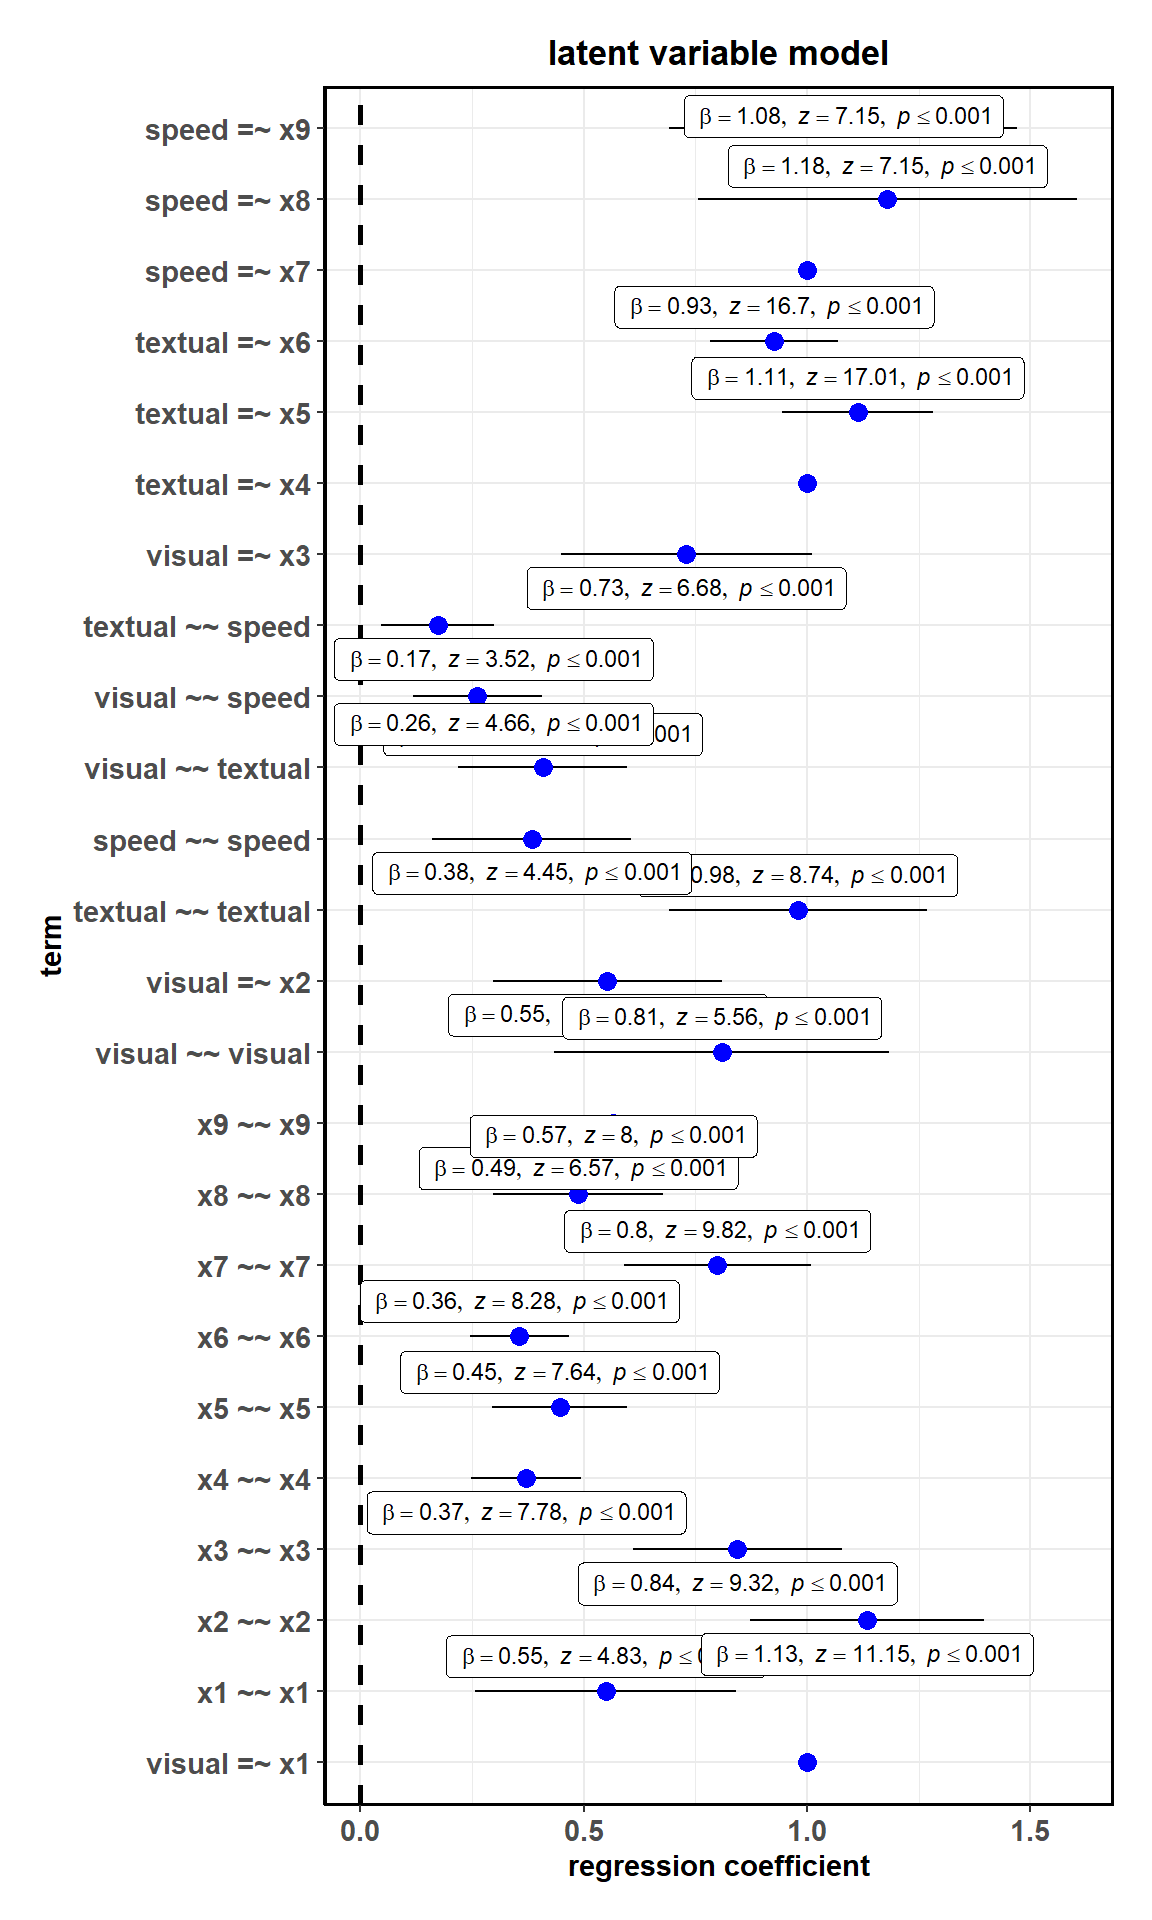 latent variable model
speed =~ x9
β = 1.08, z = 7.15, p ≤ 0.001
β = 1.18, z = 7.15, p ≤ 0.001
speed =~ x8
speed =~ x7
β = 0.93, z = 16.7, p ≤ 0.001
textual =~ x6
β = 1.11, z = 17.01, p ≤ 0.001
textual =~ x5
textual =~ x4
visual =~ x3
β = 0.73, z = 6.68, p ≤ 0.001
textual ~~ speed
β = 0.17, z = 3.52, p ≤ 0.001
visual ~~ speed
β = 0.26, z = 4.66, p ≤ 0.001
001
visual ~~ textual
speed ~~ speed
β = 0.38, z = 4.45, p ≤ 0.001
0.98, z = 8.74, p ≤ 0.001
textual ~~ textual
term
visual =~ x2
β = 0.55,
β = 0.81, z = 5.56, p ≤ 0.001
visual ~~ visual
x9 ~~ x9
β = 0.57, z = 8, p ≤ 0.001
β = 0.49, z = 6.57, p ≤ 0.001
x8 ~~ x8
β = 0.8, z = 9.82, p ≤ 0.001
x7 ~~ x7
β = 0.36, z = 8.28, p ≤ 0.001
x6 ~~ x6
β = 0.45, z = 7.64, p ≤ 0.001
x5 ~~ x5
x4 ~~ x4
β = 0.37, z = 7.78, p ≤ 0.001
x3 ~~ x3
β = 0.84, z = 9.32, p ≤ 0.001
x2 ~~ x2
β = 0.55, z = 4.83, p ≤
β = 1.13, z = 11.15, p ≤ 0.001
x1 ~~ x1
visual =~ x1
0.0 0.5 1.0 1.5
regression coefficient